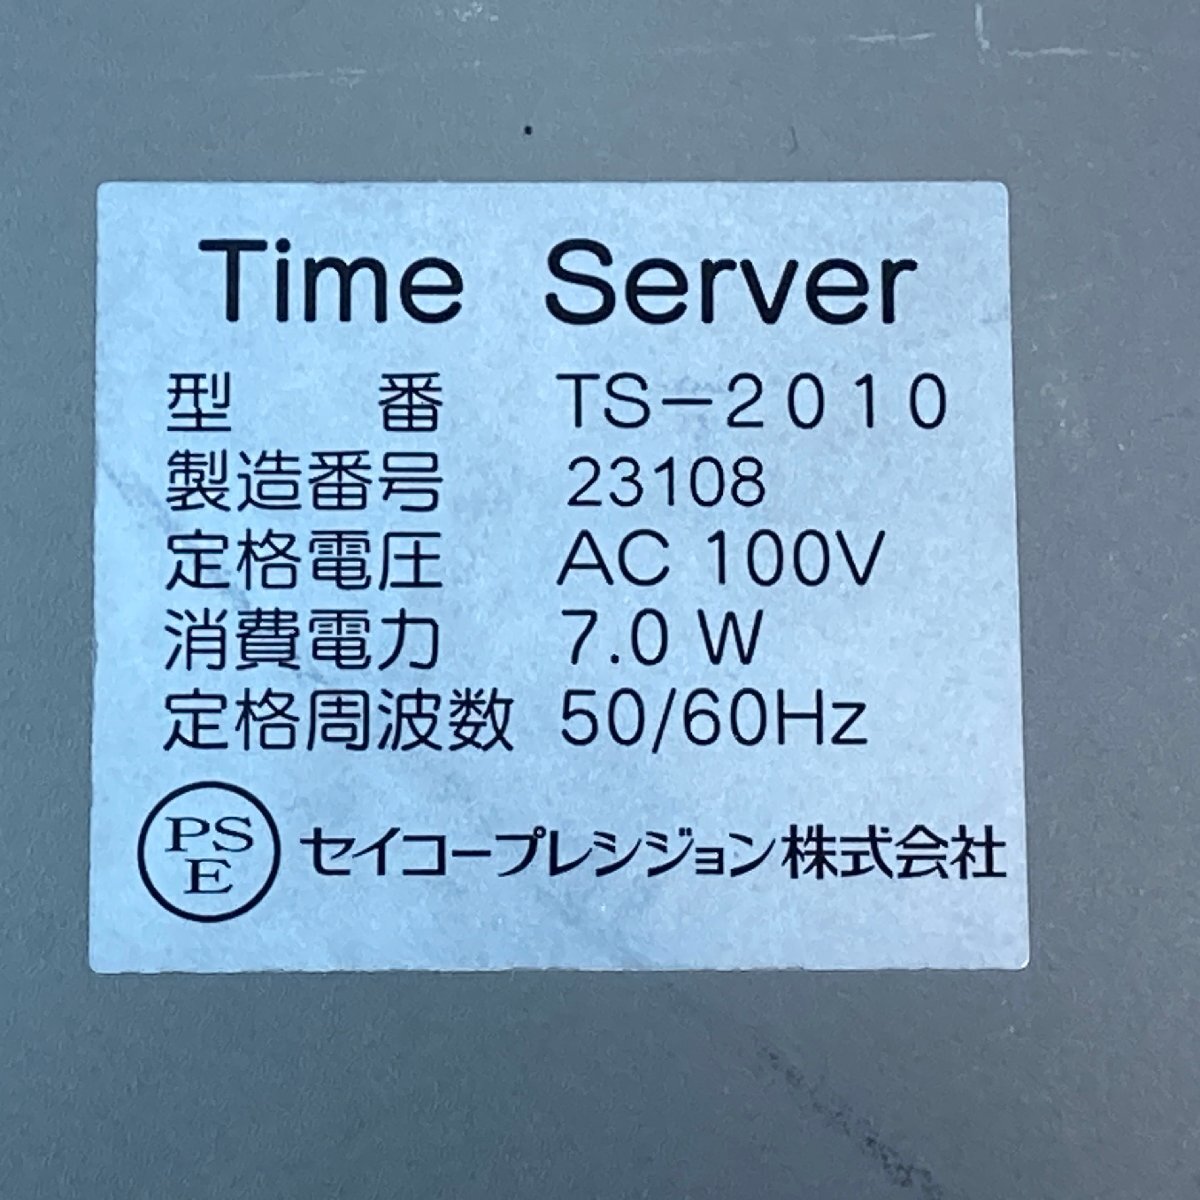 Time Server
型番 TS-2010
製造番号 23108
定格電圧 AC 100V
消費電力 7.0 W
定格周波数 50/60Hz
PS
E
セイコープレシジョン株式会社